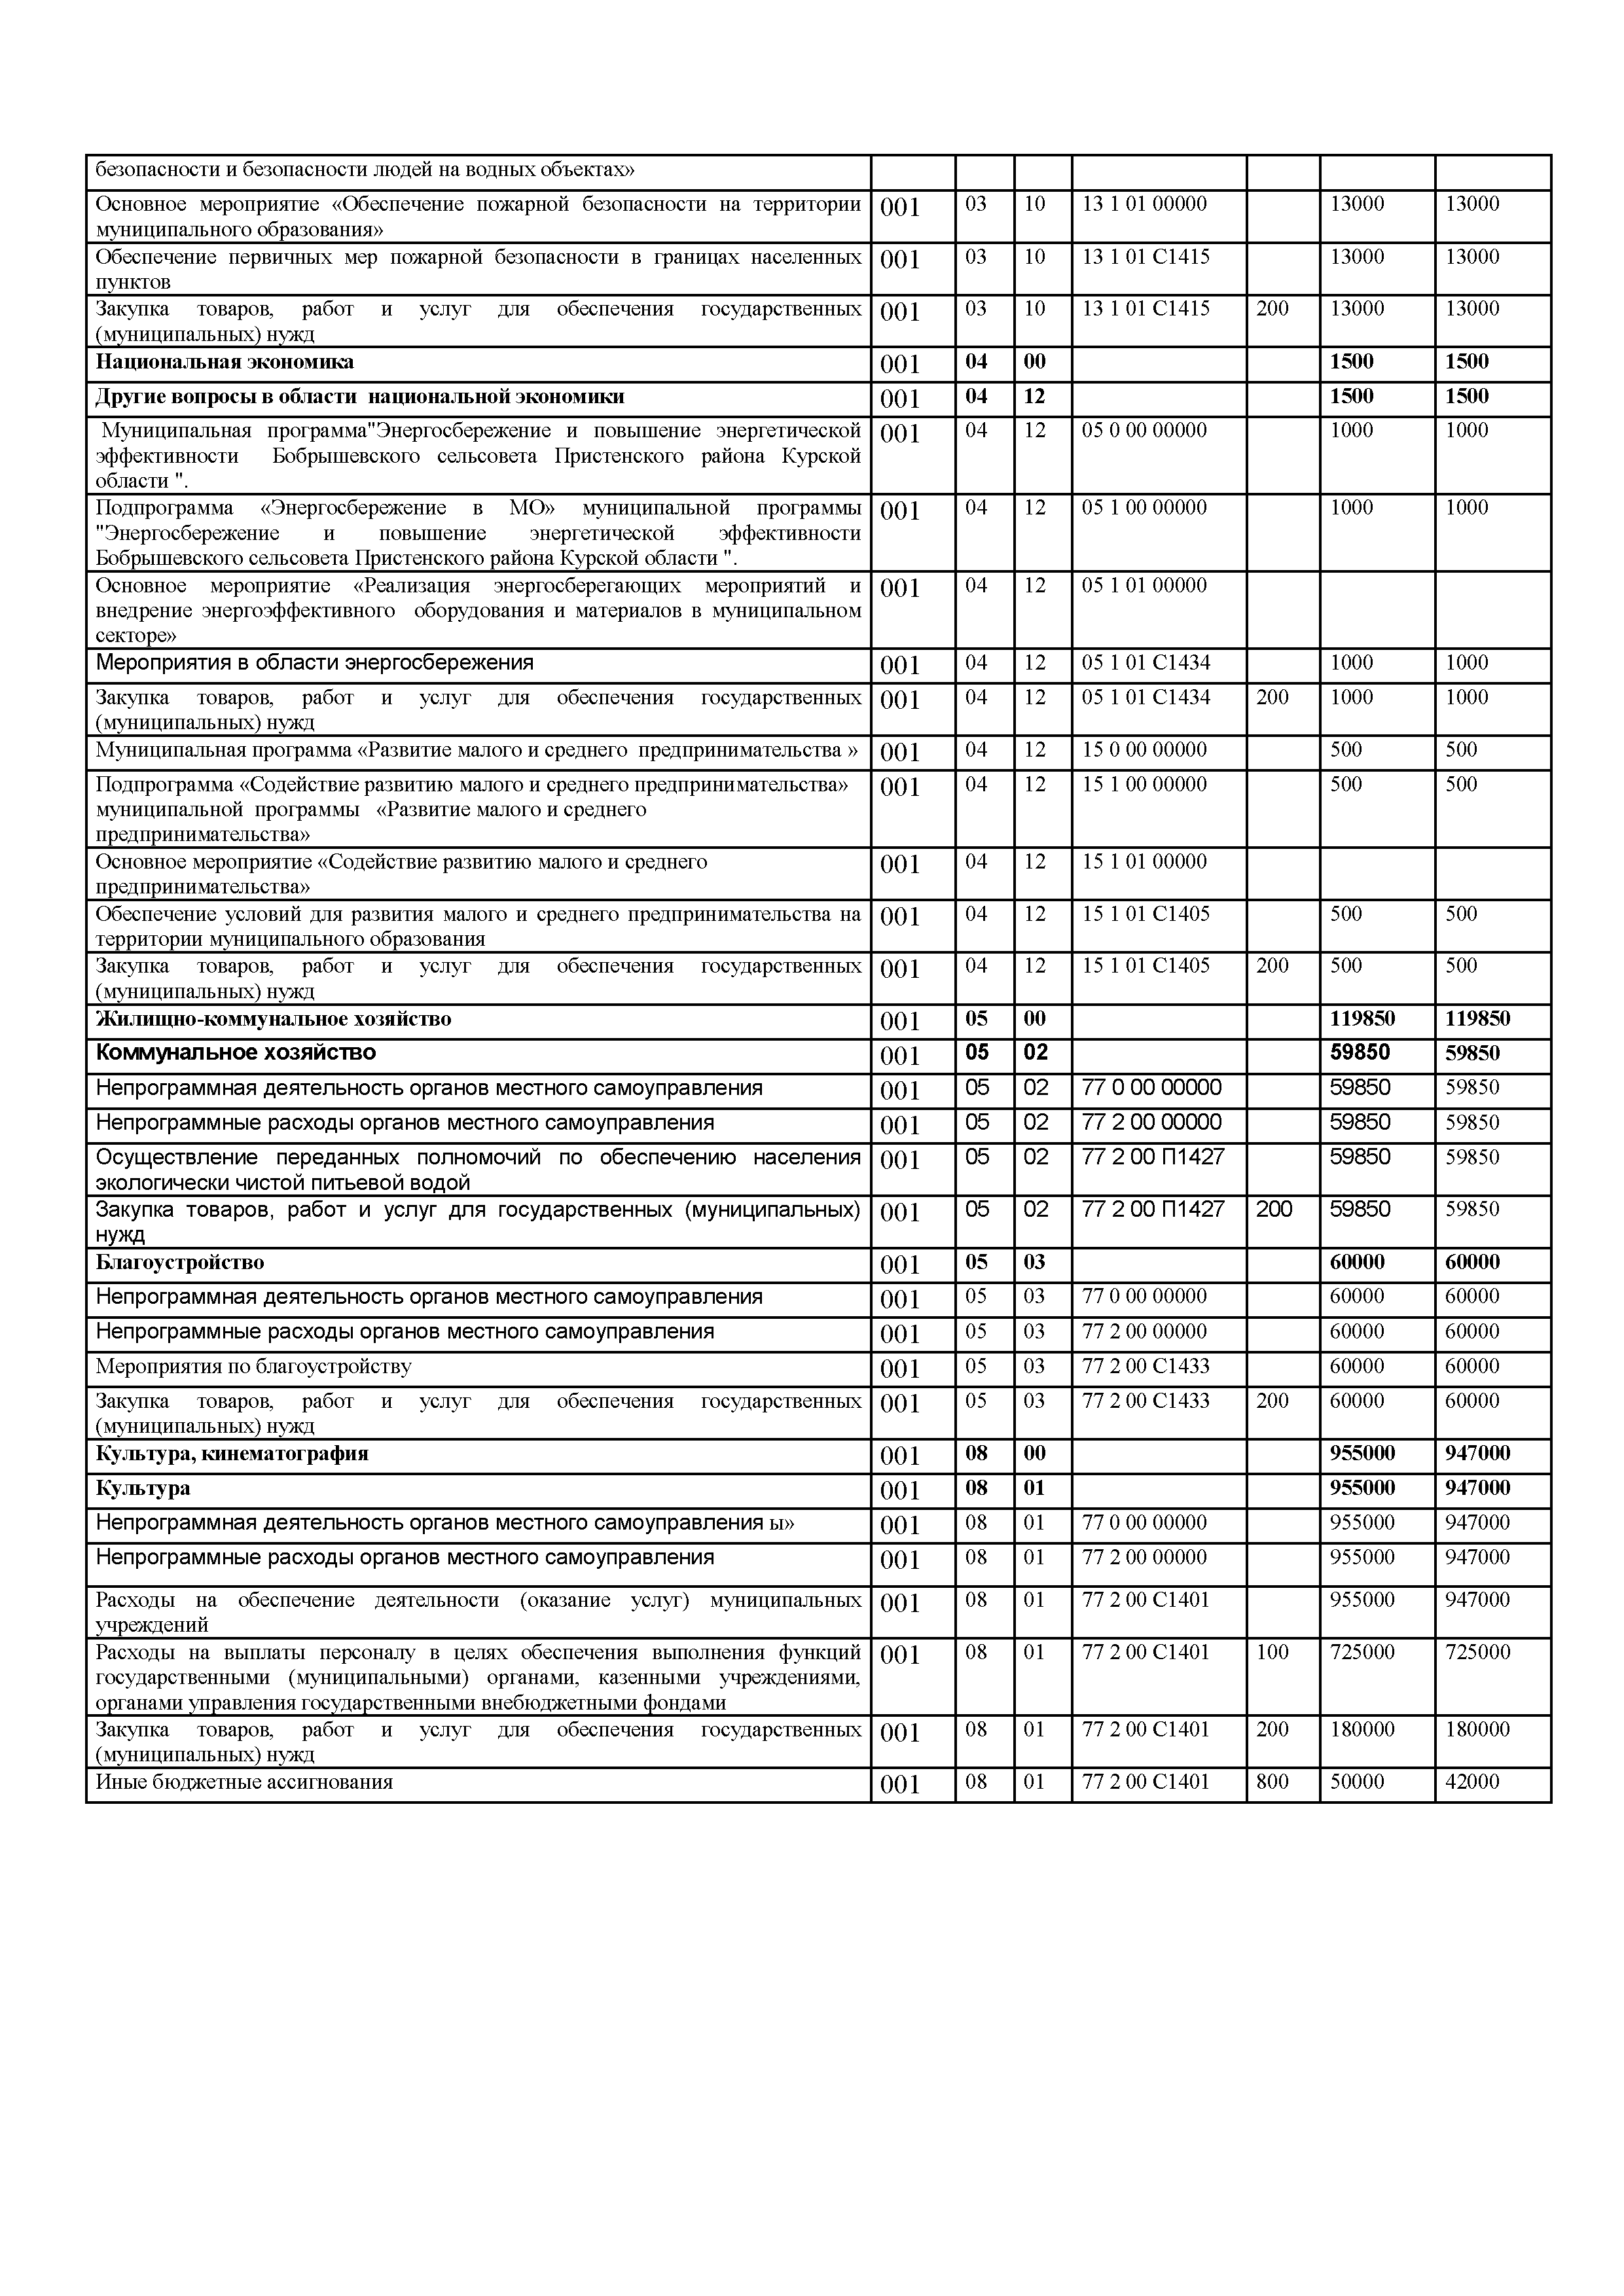 безопасности и безопасности людей на водных объектах»
Основное мероприятие «Обеспечение пожарной безопасности на территории 001 03 10 13 1 01 00000 13000 13000
муниципального образования»
Обеспечение первичных мер пожарной безопасности в границах населенных 001 03 10 13 1 01 С1415 13000 13000
пунктов
Закупка товаров, работ и услуг для обеспечения государственных 001 03 10 13 1 01 С1415 200 13000 13000
(муниципальных) нужд
Национальная экономика 001 04 00 1500 1500
Другие вопросы в области национальной экономики 001 04 12 1500 1500
Муниципальная программа"Энергосбережение и повышение энергетической 001 04 12 05 0 00 00000 1000 1000
эффективности Бобрышевского сельсовета Пристенского района Курской
области ".
Подпрограмма «Энергосбережение в МО» муниципальной программы 001 04 12 05 1 00 00000 1000 1000
"Энергосбережение и повышение энергетической эффективности
Бобрышевского сельсовета Пристенского района Курской области ".
Основное мероприятие «Реализация энергосберегающих мероприятий и 001 04 12 05 1 01 00000
внедрение энергоэффективного оборудования и материалов в муниципальном
секторе»
Мероприятия в области энергосбережения 001 04 12 05 1 01 С1434 1000 1000
Закупка товаров, работ и услуг для обеспечения государственных 001 04 12 05 1 01 С1434 200 1000 1000
(муниципальных) нужд
Муниципальная программа «Развитие малого и среднего предпринимательства » 001 04 12 15 0 00 00000 500 500
Подпрограмма «Содействие развитию малого и среднего предпринимательства» 001 04 12 15 1 00 00000 500 500
муниципальной программы «Развитие малого и среднего
предпринимательства»
Основное мероприятие «Содействие развитию малого и среднего 001 04 12 15 1 01 00000
предпринимательства»
Обеспечение условий для развития малого и среднего предпринимательства на 001 04 12 15 1 01 С1405 500 500
территории муниципального образования
Закупка товаров, работ и услуг для обеспечения государственных 001 04 12 15 1 01 С1405 200 500 500
(муниципальных) нужд
Жилищно-коммунальное хозяйство 001 05 00 119850 119850
Коммунальное хозяйство 001 05 02 59850 59850
Непрограммная деятельность органов местного самоуправления 001 05 02 77 0 00 00000 59850 59850
Непрограммные расходы органов местного самоуправления 001 05 02 77 2 00 00000 59850 59850
Осуществление переданных полномочий по обеспечению населения 001 05 02 77 2 00 П1427 59850 59850
экологически чистой питьевой водой
Закупка товаров, работ и услуг для государственных (муниципальных) 001 05 02 77 2 00 П1427 200 59850 59850
нужд
Благоустройство 001 05 03 60000 60000
Непрограммная деятельность органов местного самоуправления 001 05 03 77 0 00 00000 60000 60000
Непрограммные расходы органов местного самоуправления 001 05 03 77 2 00 00000 60000 60000
Мероприятия по благоустройству 001 05 03 77 2 00 С1433 60000 60000
Закупка товаров, работ и услуг для обеспечения государственных 001 05 03 77 2 00 С1433 200 60000 60000
(муниципальных) нужд
Культура, кинематография 001 08 00 955000 947000
Культура 001 08 01 955000 947000
Непрограммная деятельность органов местного самоуправления ы» 001 08 01 77 0 00 00000 955000 947000
Непрограммные расходы органов местного самоуправления 001 08 01 77 2 00 00000 955000 947000
Расходы на обеспечение деятельности (оказание услуг) муниципальных 001 08 01 77 2 00 С1401 955000 947000
учреждений
Расходы на выплаты персоналу в целях обеспечения выполнения функций 001 08 01 77 2 00 С1401 100 725000 725000
государственными (муниципальными) органами, казенными учреждениями,
органами управления государственными внебюджетными фондами
Закупка товаров, работ и услуг для обеспечения государственных 001 08 01 77 2 00 С1401 200 180000 180000
(муниципальных) нужд
Иные бюджетные ассигнования 001 08 01 77 2 00 С1401 800 50000 42000